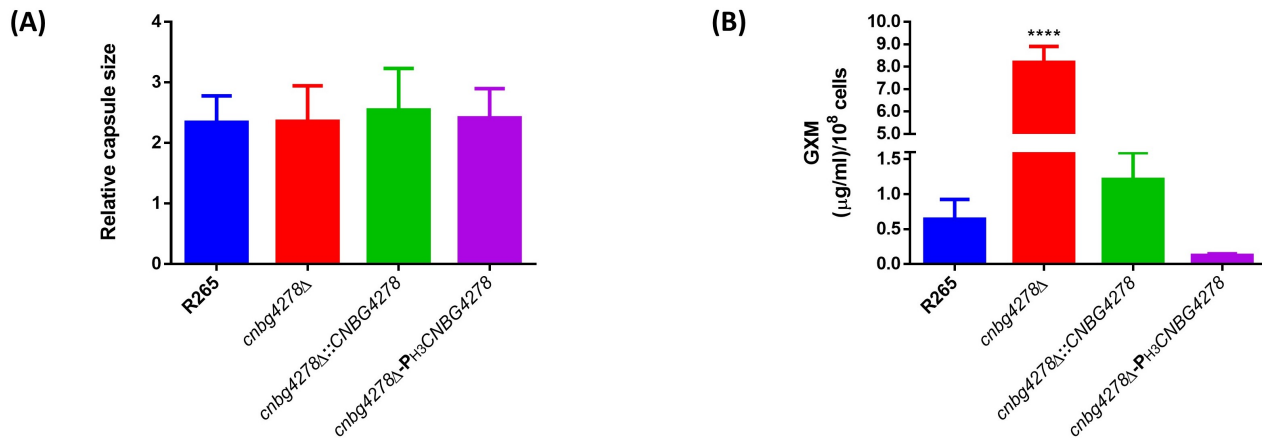 (A)
Relative capsule size
4
3
2
1
0
R265
cnbg4278Δ
cnbg4278Δ::CNBG4278
cnbg4278Δ-PH3CNBG4278
(B)
GXM
(μg/ml)/10⁸ cells
10.0
9.0
8.0
7.0
6.0
5.0
1.5
1.0
0.5
0.0
****
R265
cnbg4278Δ
cnbg4278Δ::CNBG4278
cnbg4278Δ-PH3CNBG4278